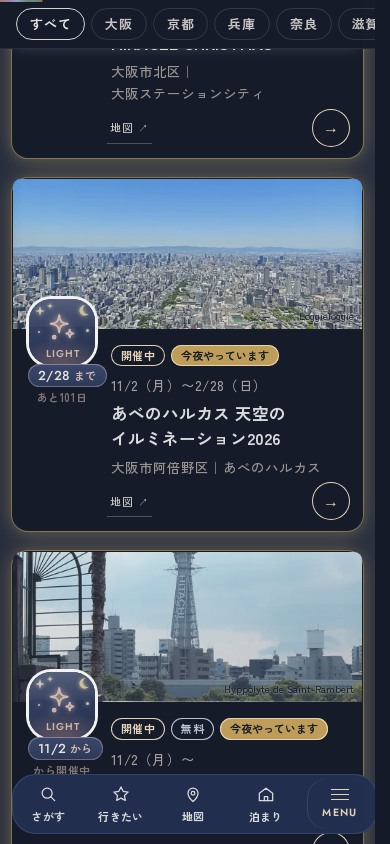 すべて
大阪
京都
兵庫
奈良
滋賀
大阪市北区｜
大阪ステーションシティ
地図 ↗
→
Loggieloggie
LIGHT
2/28 まで
あと101日
開催中
今夜やっています
11/2（月）〜2/28（日）
あべのハルカス 天空の
イルミネーション2026
大阪市阿倍野区｜あべのハルカス
地図 ↗
→
HITACHI
Hyppolyte de Saint-Rambert
LIGHT
11/2 から
から開催中
開催中
無料
今夜やっています
11/2（月）〜
さがす
行きたい
地図
泊まり
MENU